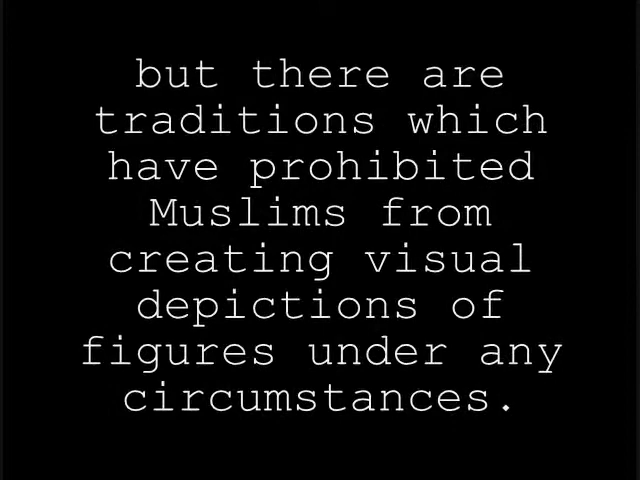 but there are
traditions which
have prohibited
Muslims from
creating visual
depictions of
figures under any
circumstances.